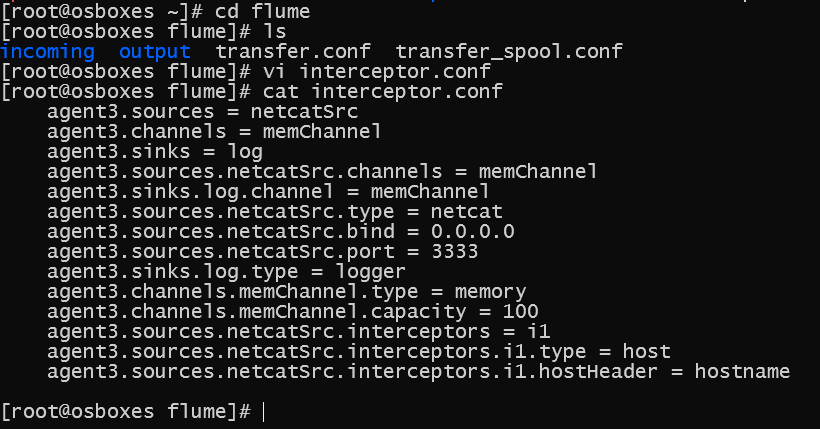 [root@osboxes ~]# cd flume
[root@osboxes flume]# ls
incoming  output  transfer.conf  transfer_spool.conf
[root@osboxes flume]# vi interceptor.conf
[root@osboxes flume]# cat interceptor.conf
    agent3.sources = netcatSrc
    agent3.channels = memChannel
    agent3.sinks = log
    agent3.sources.netcatSrc.channels = memChannel
    agent3.sinks.log.channel = memChannel
    agent3.sources.netcatSrc.type = netcat
    agent3.sources.netcatSrc.bind = 0.0.0.0
    agent3.sources.netcatSrc.port = 3333
    agent3.sinks.log.type = logger
    agent3.channels.memChannel.type = memory
    agent3.channels.memChannel.capacity = 100
    agent3.sources.netcatSrc.interceptors = i1
    agent3.sources.netcatSrc.interceptors.i1.type = host
    agent3.sources.netcatSrc.interceptors.i1.hostHeader = hostname
[root@osboxes flume]#